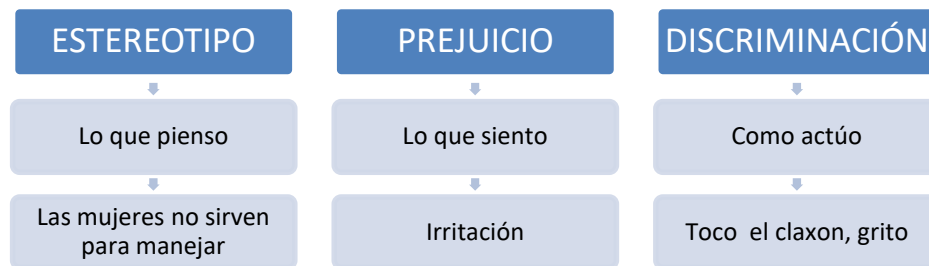 ESTEREOTIPO
Lo que pienso
Las mujeres no sirven
para manejar
PREJUICIO
Lo que siento
Irritación
DISCRIMINACIÓN
Como actúo
Toco el claxon, grito